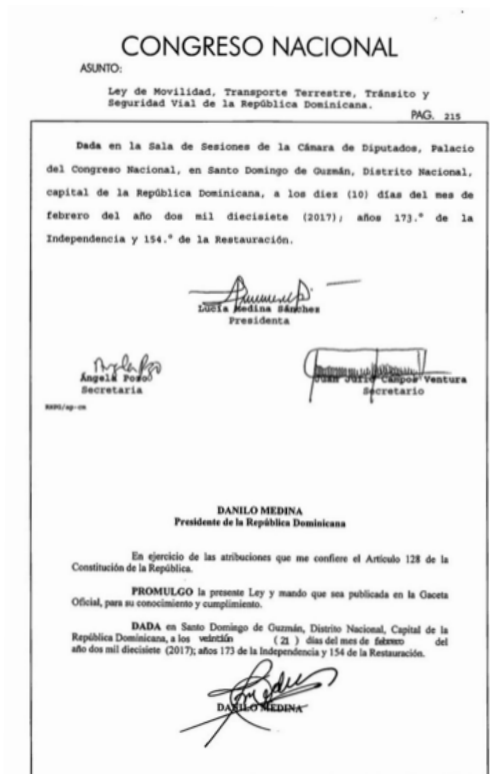 CONGRESO NACIONAL
ASUNTO:
Ley de Movilidad, Transporte Terrestre, Tránsito y
Seguridad Vial de la República Dominicana.
PAG. 215
Dada en la Sala de Sesiones de la Cámara de Diputados, Palacio
del Congreso Nacional, en Santo Domingo de Guzmán, Distrito Nacional,
capital de la República Dominicana, a los diez (10) días del mes de
febrero del año dos mil diecisiete (2017); años 173.° de la
Independencia y 154.° de la Restauración.
Lucía Medina Sánchez
Presidenta
Ángela Pozo
Secretaria
Juan Julio Campos Ventura
Secretario
DANILO MEDINA
Presidente de la República Dominicana
En ejercicio de las atribuciones que me confiere el Artículo 128 de la
Constitución de la República.
PROMULGO la presente Ley y mando que sea publicada en la Gaceta
Oficial, para su conocimiento y cumplimiento.
DADA en Santo Domingo de Guzmán, Distrito Nacional, Capital de la
República Dominicana, a los veintiún (21) días del mes de febrero del
año dos mil diecisiete (2017); años 173 de la Independencia y 154 de la Restauración.
DANILO MEDINA